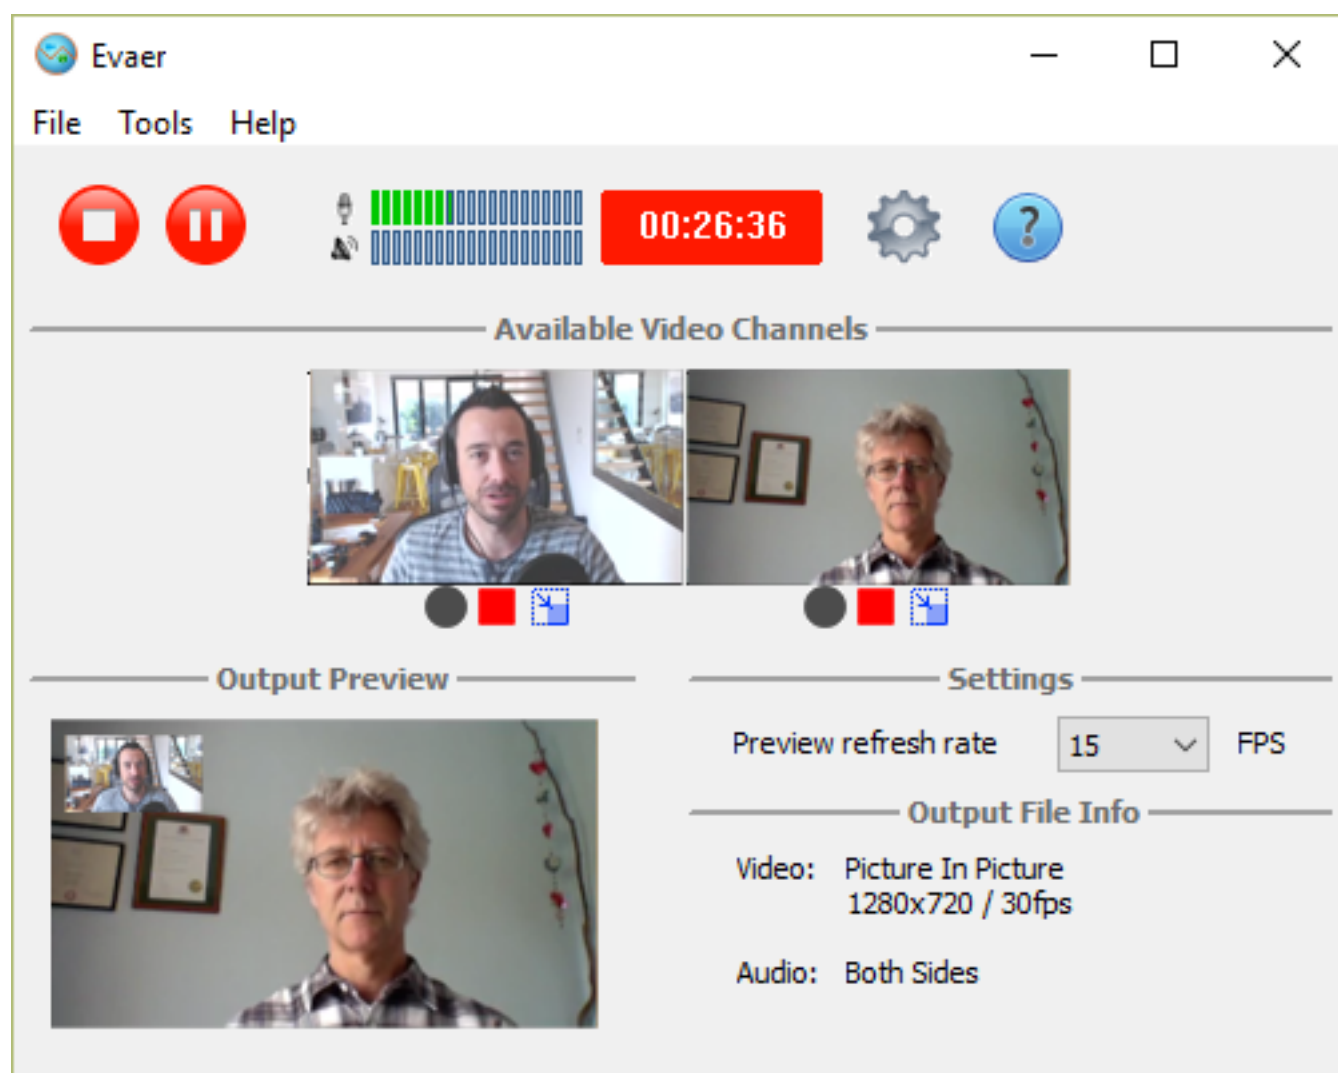 Evaer
File Tools Help
00:26:36
?
Available Video Channels
Output Preview
Settings
Preview refresh rate 15 FPS
Output File Info
Video: Picture In Picture
1280x720 / 30fps
Audio: Both Sides